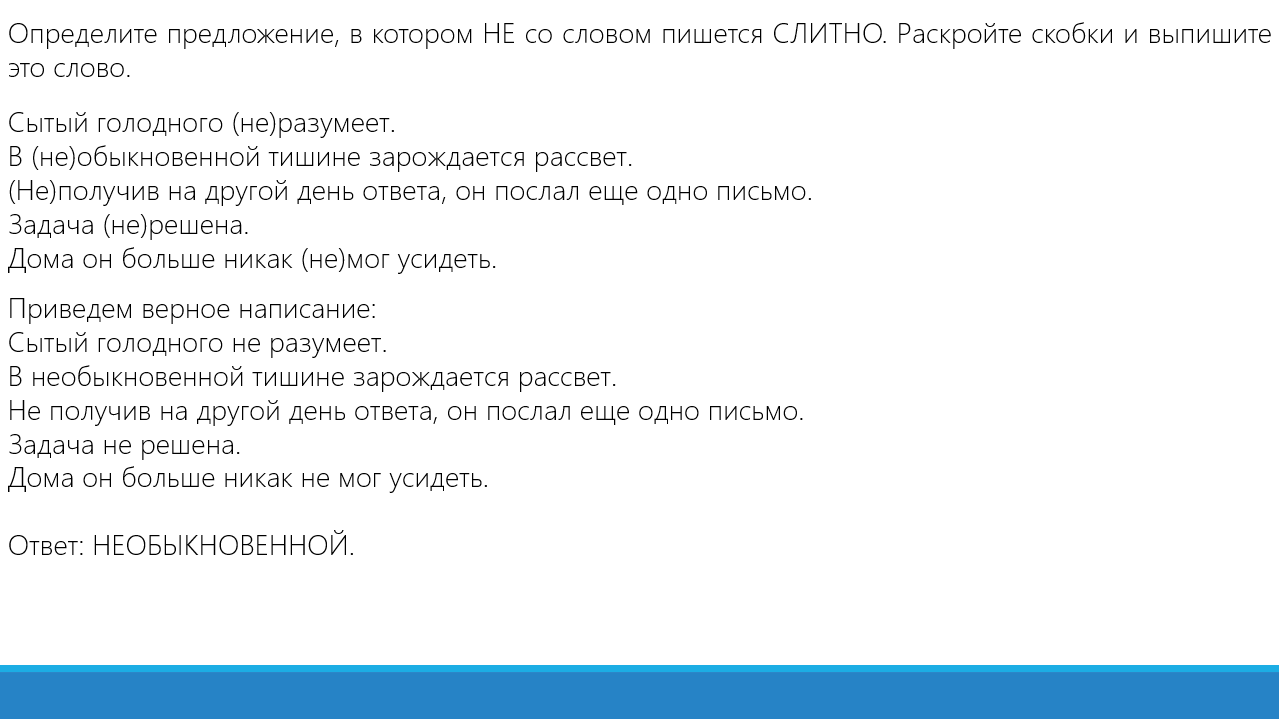 Определите предложение, в котором НЕ со словом пишется СЛИТНО. Раскройте скобки и выпишите
это слово.
Сытый голодного (не)разумеет.
В (не)обыкновенной тишине зарождается рассвет.
(Не)получив на другой день ответа, он послал еще одно письмо.
Задача (не)решена.
Дома он больше никак (не)мог усидеть.
Приведем верное написание:
Сытый голодного не разумеет.
В необыкновенной тишине зарождается рассвет.
Не получив на другой день ответа, он послал еще одно письмо.
Задача не решена.
Дома он больше никак не мог усидеть.
Ответ: НЕОБЫКНОВЕННОЙ.